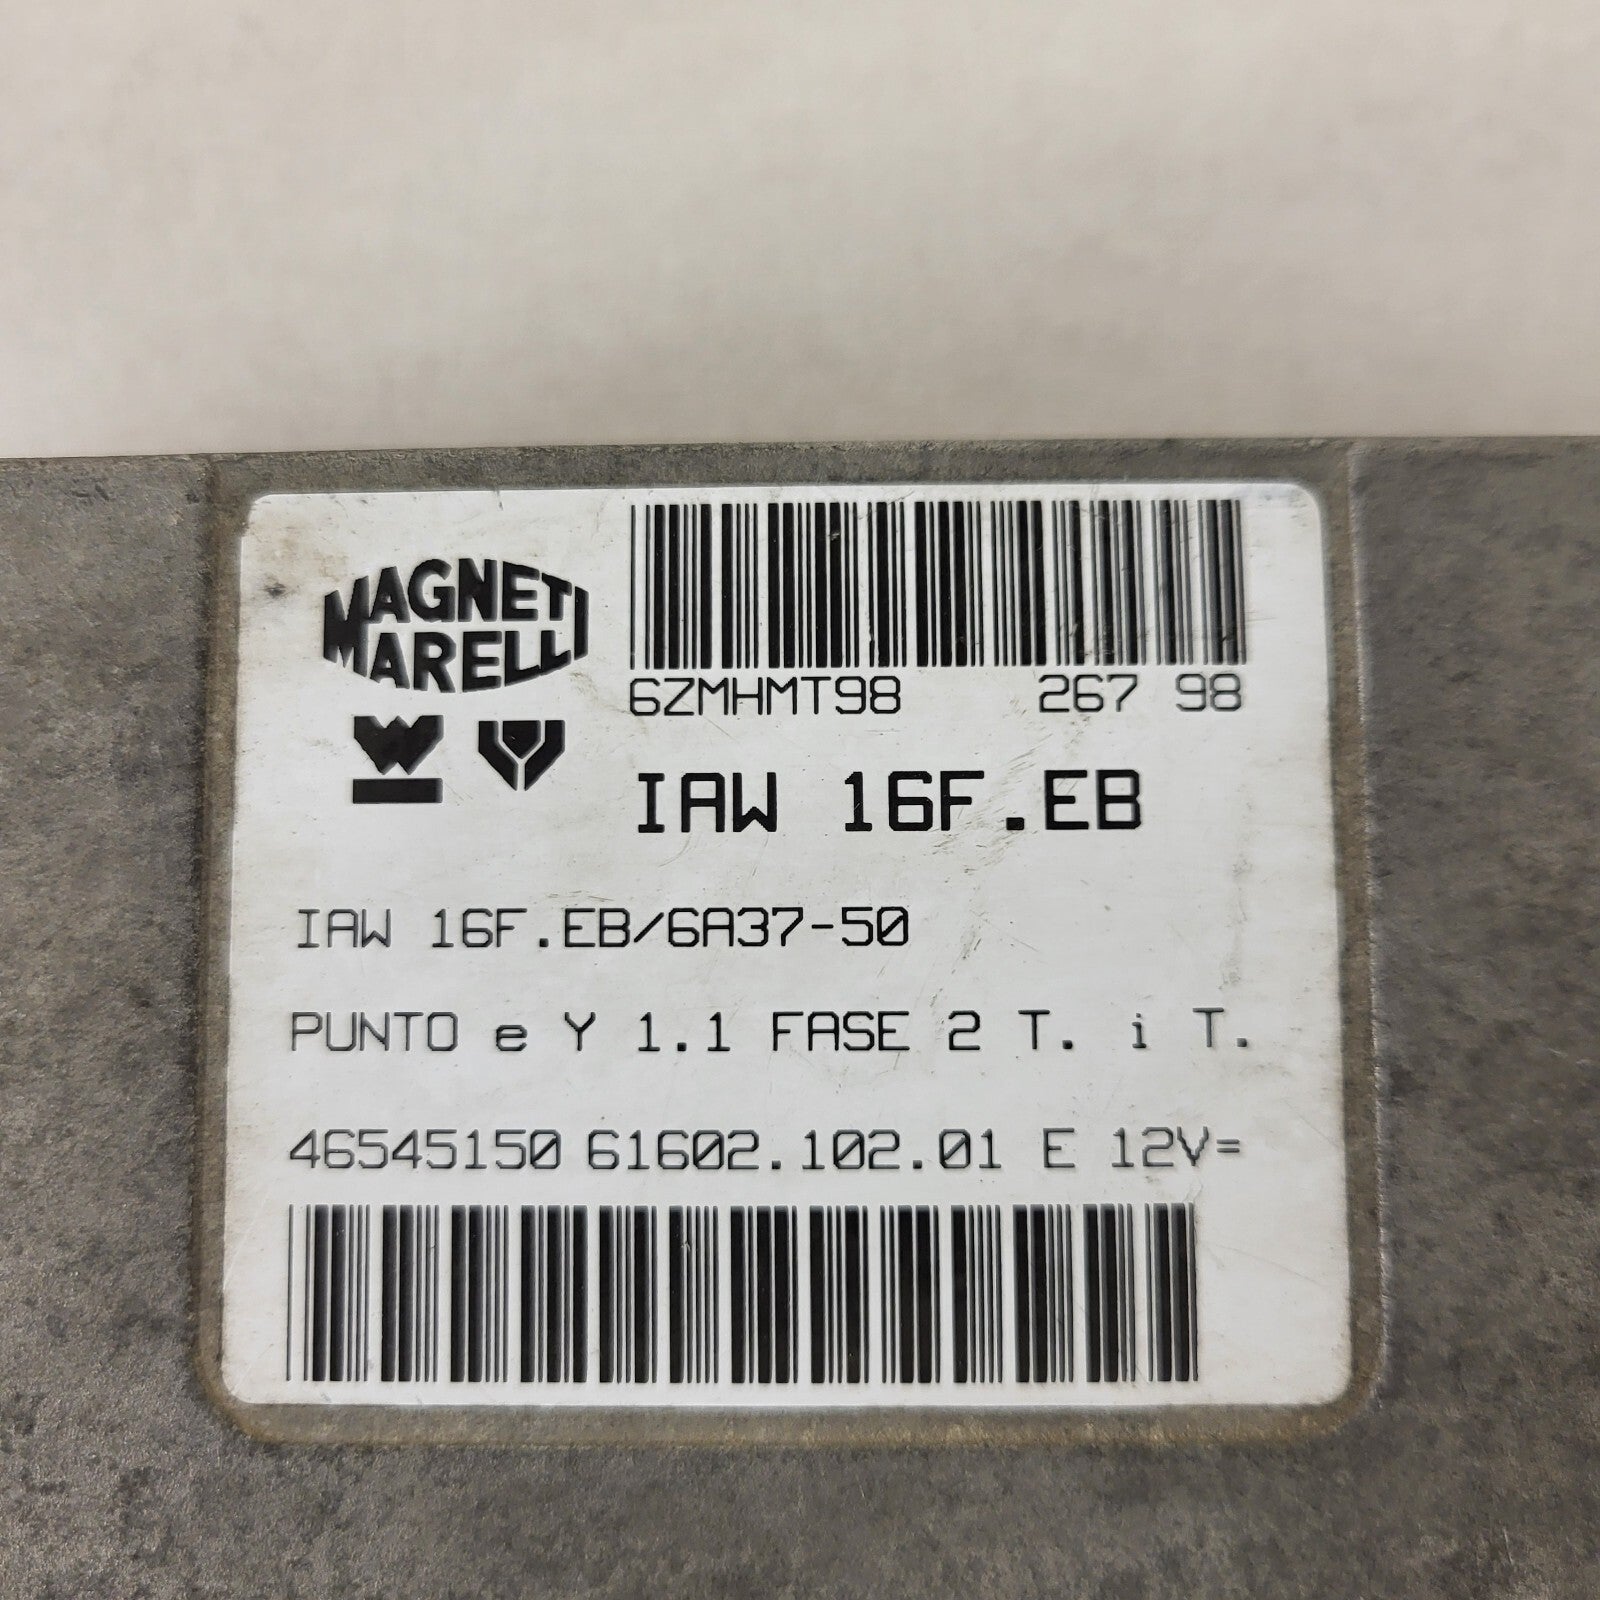 MAGNETI
MARELLI
6ZMHMT98 267 98
IAW 16F.EB
IAW 16F.EB/6A37-50
PUNTO e Y 1.1 FASE 2 T. i T.
46545150 61602.102.01 E 12V=